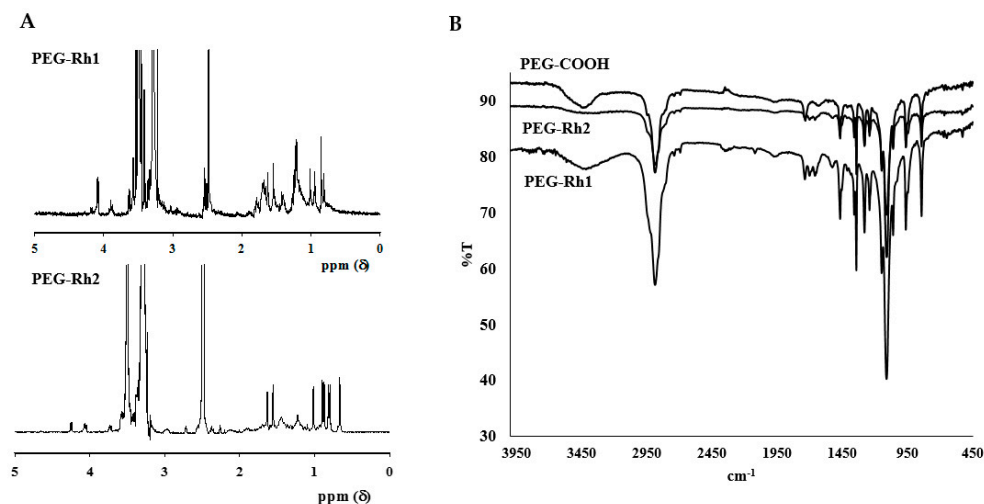 A
PEG-Rh1
5 4 3 2 1 0
ppm (δ)
PEG-Rh2
5 4 3 2 1 0
ppm (δ)
B
PEG-COOH
PEG-Rh2
PEG-Rh1
%T
90
80
70
60
50
40
30
3950 3450 2950 2450 1950 1450 950 450
cm-1